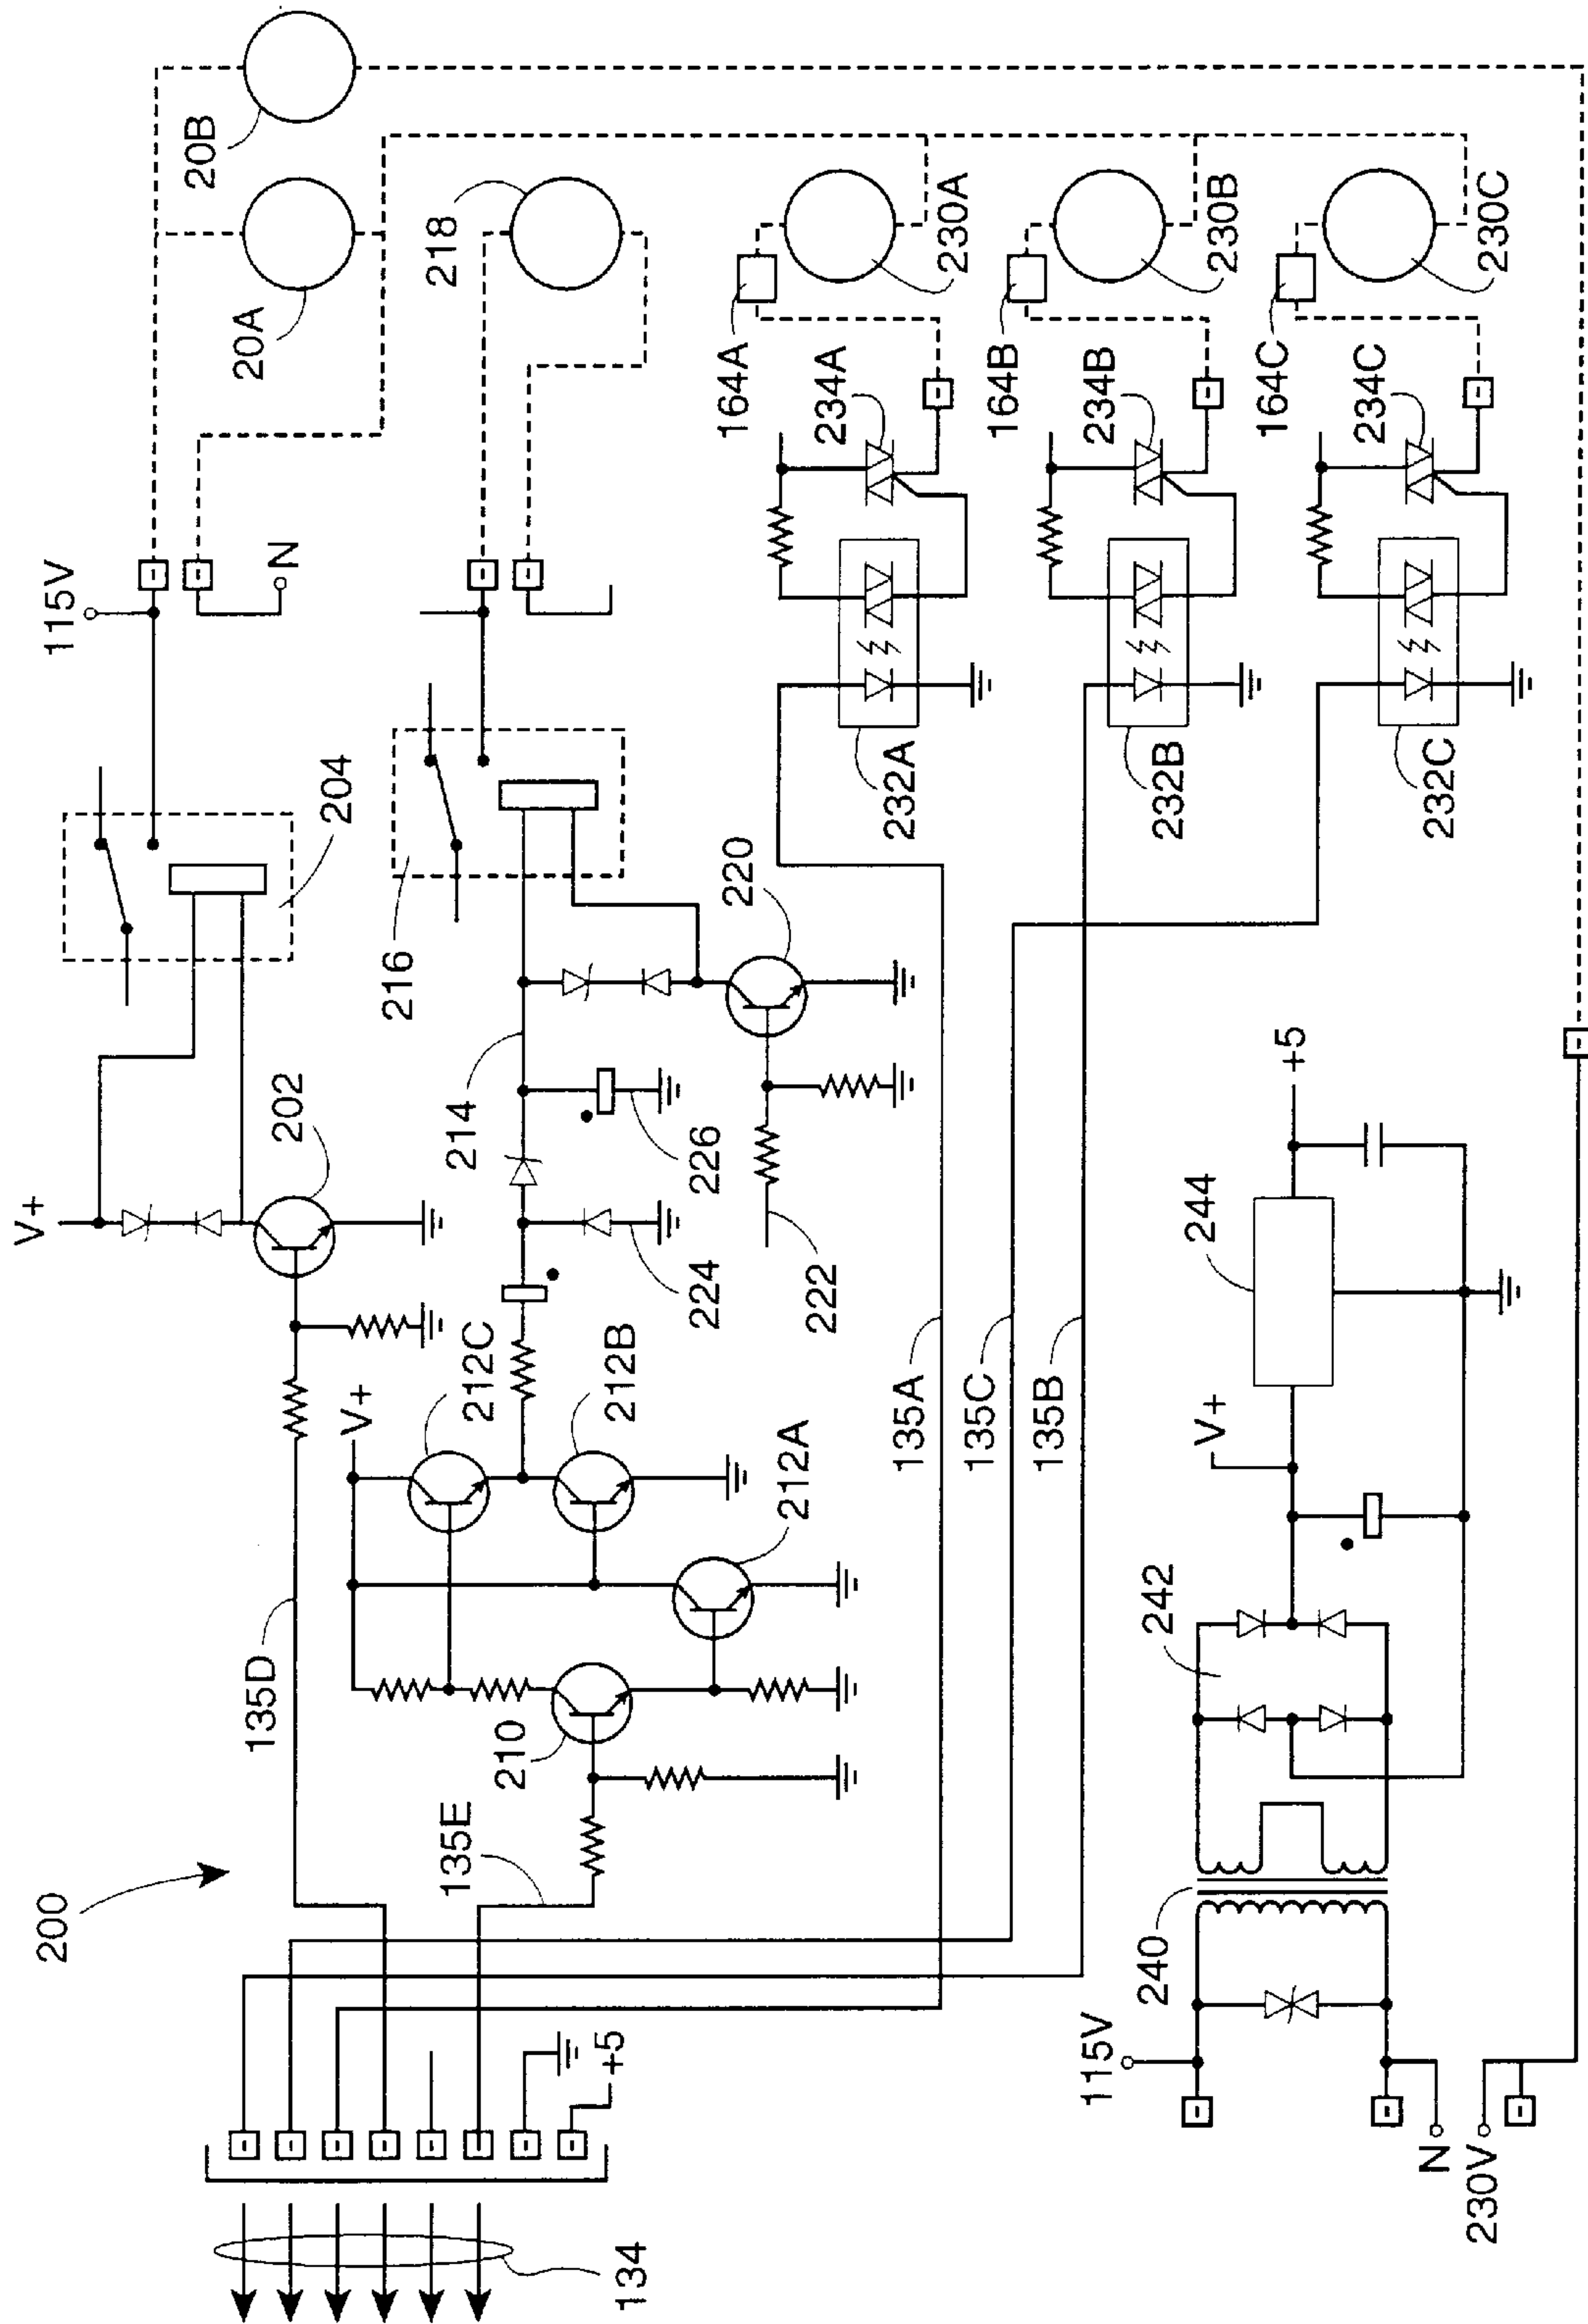 200
134
+5
135D
135E
V+
202
204
115V
N
20A
20B
V+
212C
212B
212A
210
214
216
218
220
222
224
226
135A
135C
135B
164A
234A
232A
230A
164B
234B
232B
230B
164C
234C
232C
230C
115V
240
N
230V
242
V+
244
+5